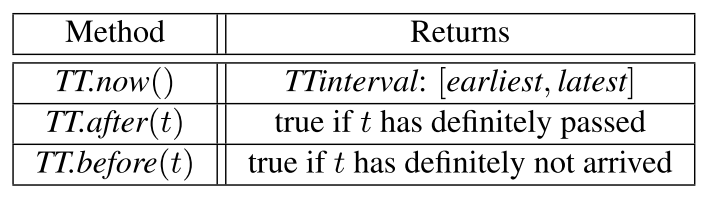 Method Returns
TT.now() TTinterval: [earliest, latest]
TT.after(t) true if t has definitely passed
TT.before(t) true if t has definitely not arrived